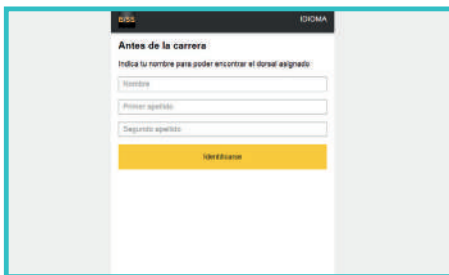 EISS IDIOMA
Antes de la carrera
Indica tu nombre para poder encontrar el dorsal asignado
Nombre
Primer apellido
Segundo apellido
Identificarse